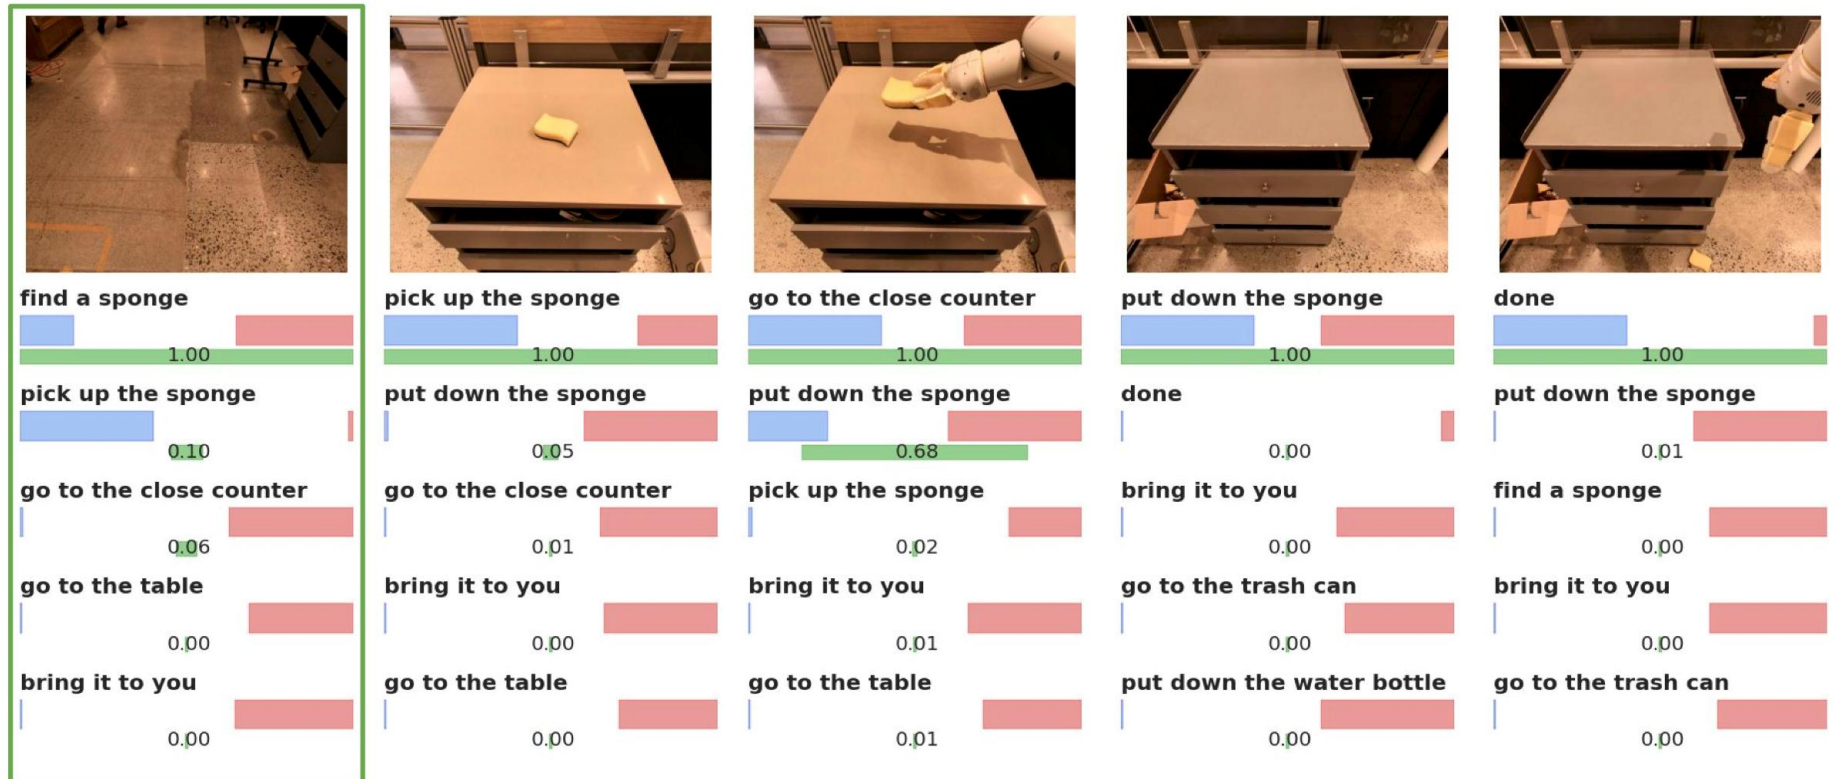 find a sponge
1.00
pick up the sponge
0.10
go to the close counter
0.06
go to the table
0.00
bring it to you
0.00
pick up the sponge
1.00
put down the sponge
0.05
go to the close counter
0.01
bring it to you
0.00
go to the table
0.00
go to the close counter
1.00
put down the sponge
0.68
pick up the sponge
0.02
bring it to you
0.01
go to the table
0.01
put down the sponge
1.00
done
0.00
bring it to you
0.00
go to the trash can
0.00
put down the water bottle
0.00
done
1.00
put down the sponge
0.01
find a sponge
0.00
bring it to you
0.00
go to the trash can
0.00